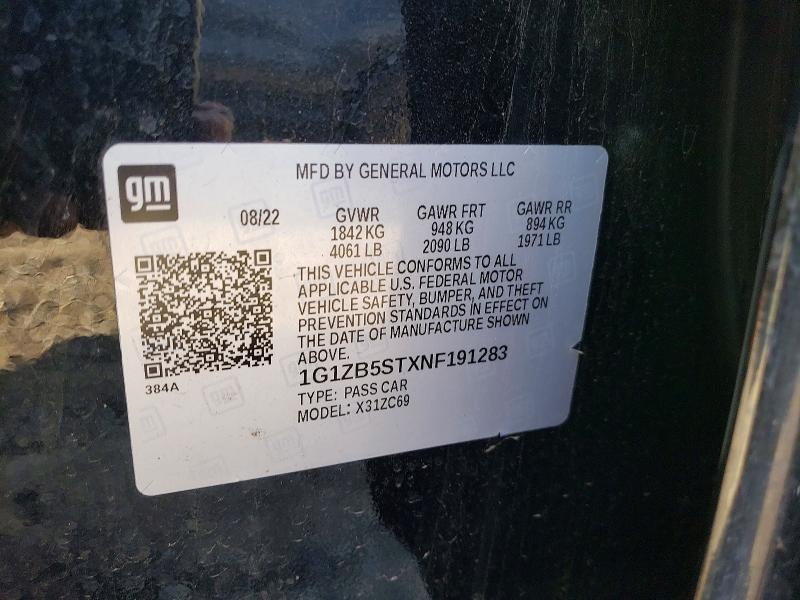 gm
MFD BY GENERAL MOTORS LLC
08/22 GVWR GAWR FRT GAWR RR
1842 KG 948 KG 894 KG
4061 LB 2090 LB 1971 LB
THIS VEHICLE CONFORMS TO ALL
APPLICABLE U.S. FEDERAL MOTOR
VEHICLE SAFETY, BUMPER, AND THEFT
PREVENTION STANDARDS IN EFFECT ON
THE DATE OF MANUFACTURE SHOWN
ABOVE.
1G1ZB5STXNF191283
384A
TYPE: PASS CAR
MODEL: X31ZC69